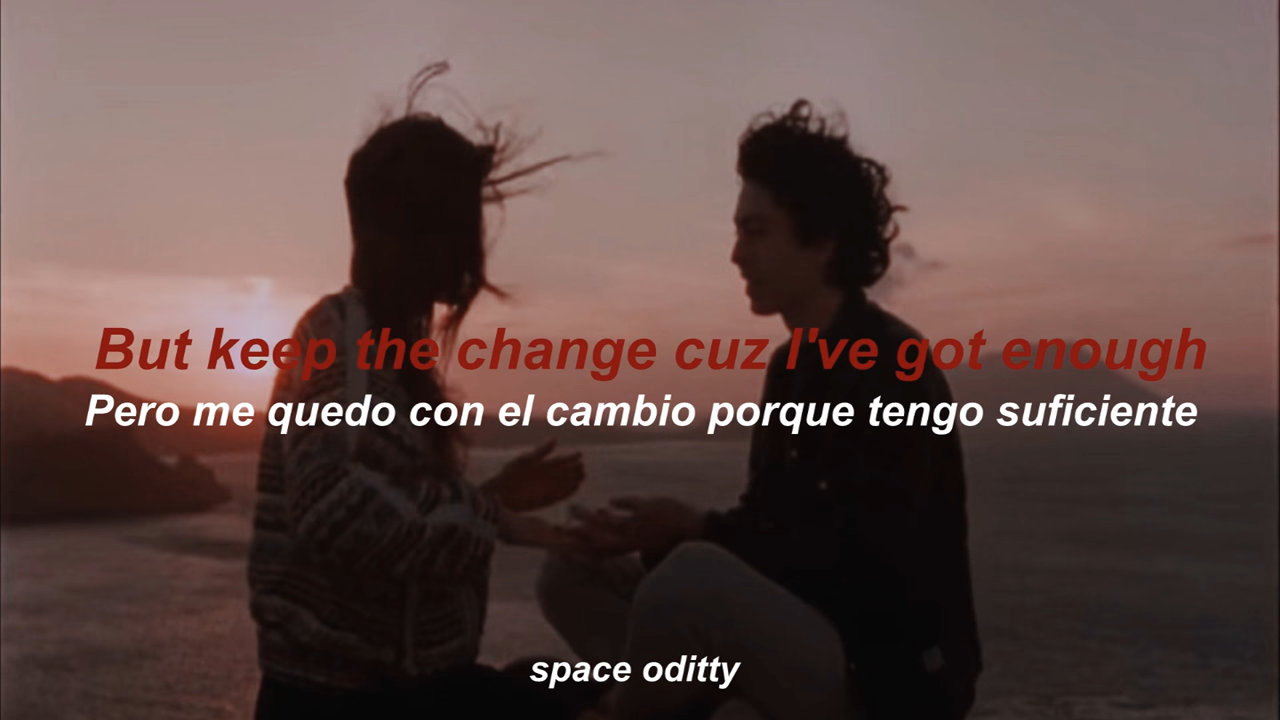 But keep the change cuz I've got enough
Pero me quedo con el cambio porque tengo suficiente
space oditty